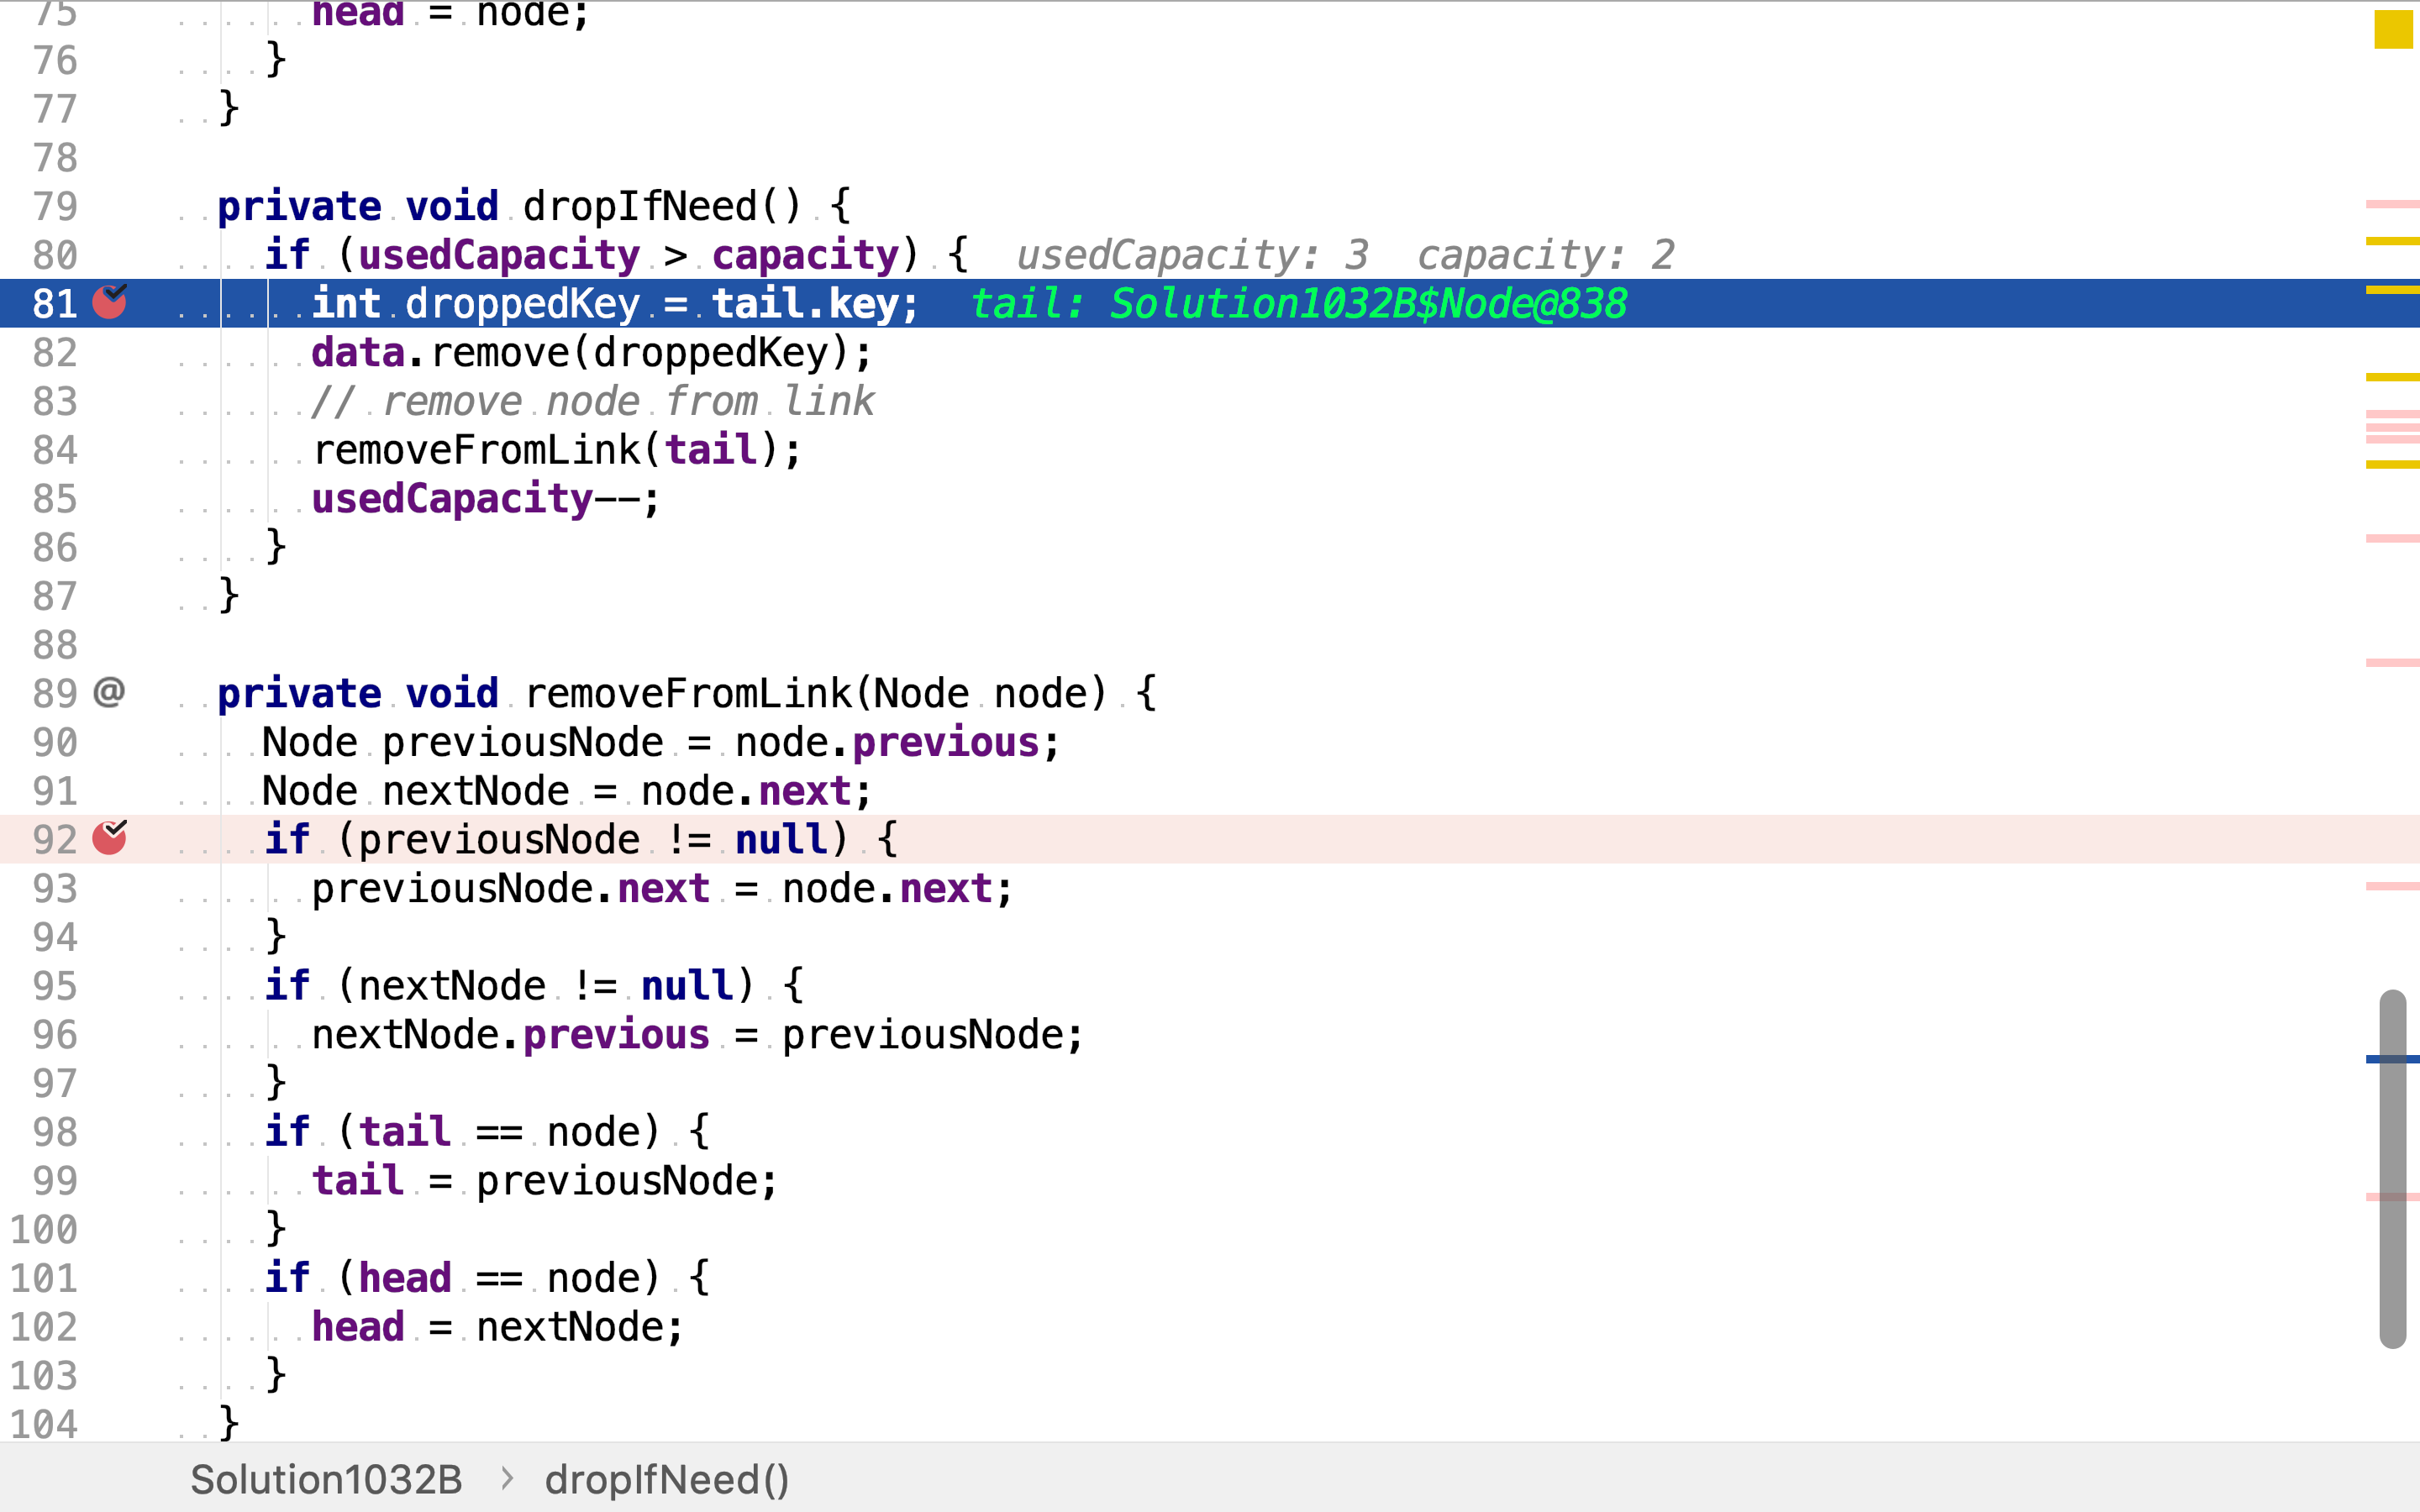 75 head = node;
76 }
77 }
78
79 private void dropIfNeed() {
80 if (usedCapacity > capacity) { usedCapacity: 3 capacity: 2
81 int droppedKey = tail.key; tail: Solution1032B$Node@838
82 data.remove(droppedKey);
83 // remove node from link
84 removeFromLink(tail);
85 usedCapacity--;
86 }
87 }
88
89 @ private void removeFromLink(Node node) {
90 Node previousNode = node.previous;
91 Node nextNode = node.next;
92 if (previousNode != null) {
93 previousNode.next = node.next;
94 }
95 if (nextNode != null) {
96 nextNode.previous = previousNode;
97 }
98 if (tail == node) {
99 tail = previousNode;
100 }
101 if (head == node) {
102 head = nextNode;
103 }
104 }
Solution1032B > dropIfNeed()